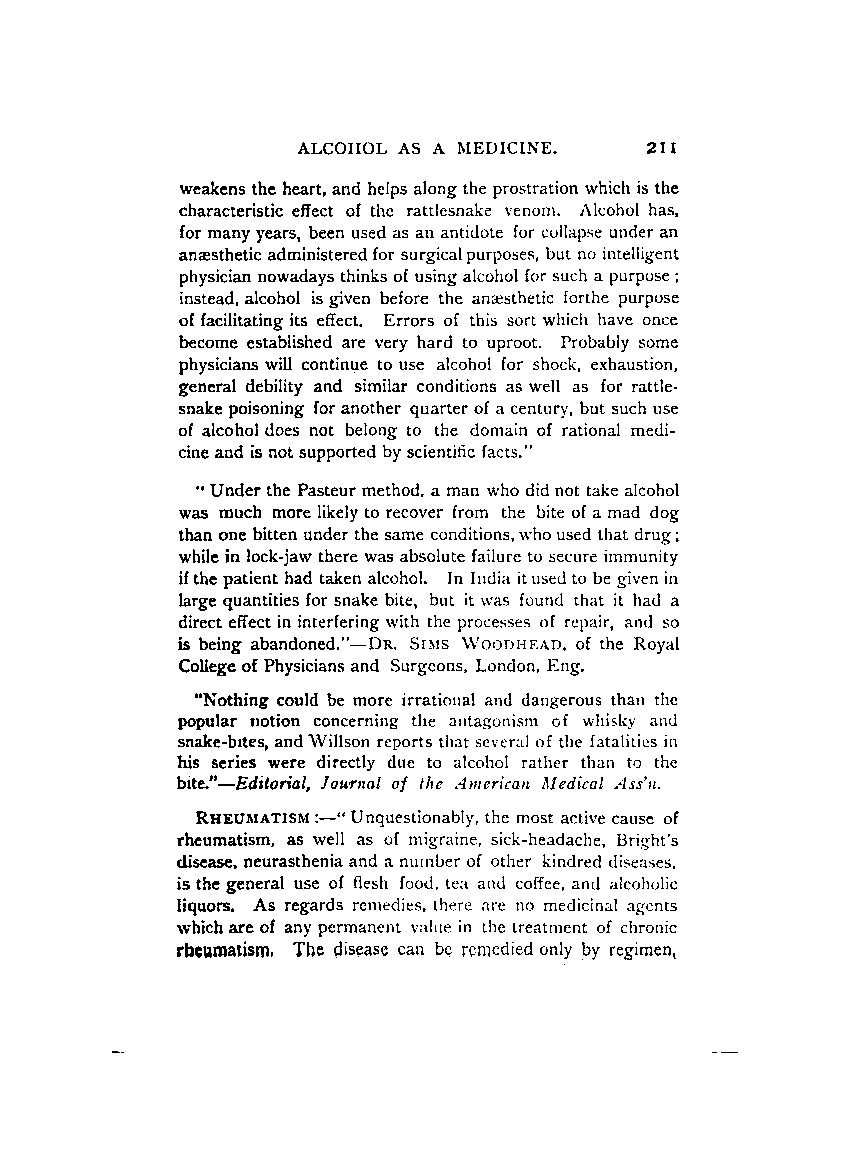 ALCOHOL AS A MEDICINE. 211
weakens the heart, and helps along the prostration which is the
characteristic effect of the rattlesnake venom. Alcohol has,
for many years, been used as an antidote for collapse under an
anæsthetic administered for surgical purposes, but no intelligent
physician nowadays thinks of using alcohol for such a purpose ;
instead, alcohol is given before the anæsthetic forthe purpose
of facilitating its effect. Errors of this sort which have once
become established are very hard to uproot. Probably some
physicians will continue to use alcohol for shock, exhaustion,
general debility and similar conditions as well as for rattle-
snake poisoning for another quarter of a century, but such use
of alcohol does not belong to the domain of rational medi-
cine and is not supported by scientific facts."
" Under the Pasteur method, a man who did not take alcohol
was much more likely to recover from the bite of a mad dog
than one bitten under the same conditions, who used that drug ;
while in lock-jaw there was absolute failure to secure immunity
if the patient had taken alcohol. In India it used to be given in
large quantities for snake bite, but it was found that it had a
direct effect in interfering with the processes of repair, and so
is being abandoned."—DR. SIMS WOODHEAD, of the Royal
College of Physicians and Surgeons, London, Eng.
"Nothing could be more irrational and dangerous than the
popular notion concerning the antagonism of whisky and
snake-bites, and Willson reports that several of the fatalities in
his series were directly due to alcohol rather than to the
bite."—Editorial, Journal of the American Medical Ass'n.
RHEUMATISM :—" Unquestionably, the most active cause of
rheumatism, as well as of migraine, sick-headache, Bright's
disease, neurasthenia and a number of other kindred diseases,
is the general use of flesh food, tea and coffee, and alcoholic
liquors. As regards remedies, there are no medicinal agents
which are of any permanent value in the treatment of chronic
rheumatism. The disease can be remedied only by regimen,